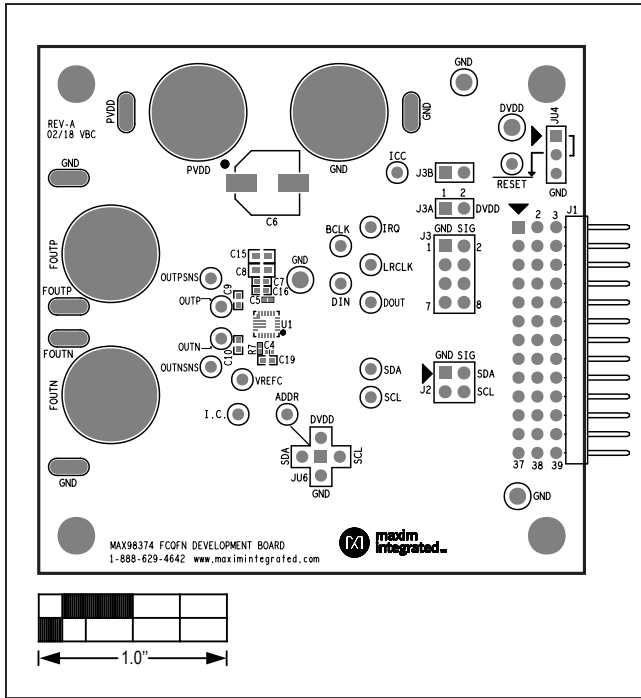 GND
REV-A
02/18 VBC
PVDD
PVDD
GND
GND
DVDD
JU4
RESET
GND
ICC
J3B
1 2
J3A
DVDD
GND
C6
J1
2 3
BCLK
IRQ
J3
GND SIG
1
2
7
8
LRCLK
DIN
DOUT
FOUTP
FOUTP
OUTPSNS
OUTP
C15
C8
C7
C16
C5
C9
GND
U1
FOUTN
FOUTN
OUTN
OUTNSNS
C10
R7
C4
C19
VREFC
I.C.
ADDR
SDA
SCL
GND SIG
J2
SDA
SCL
DVDD
SDA
SCL
JU6
GND
37 38 39
GND
GND
MAX98374 FCQFN DEVELOPMENT BOARD
1-888-629-4642 www.maximintegrated.com
maxim
integrated™
1.0"